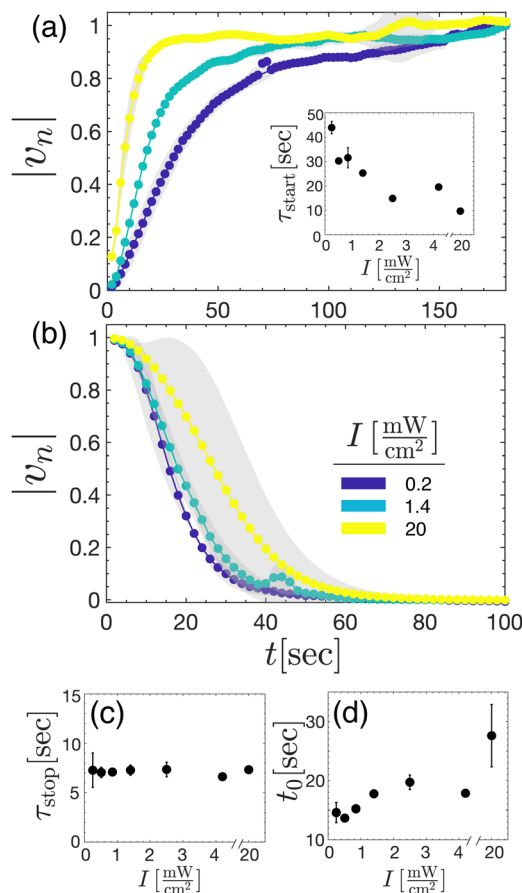 (a)
|v_n|
1
0.8
0.6
0.4
0.2
0
0 50 100 150
τ_start[sec]
50
40
30
20
10
0
0 1 2 3 4 20
I [mW/cm²]
(b)
|v_n|
1
0.8
0.6
0.4
0.2
0
I [mW/cm²]
0.2
1.4
20
0 20 40 60 80 100
t[sec]
(c)
τ_stop[sec]
15
10
5
0
0 1 2 3 4 20
I [mW/cm²]
(d)
t_0[sec]
30
20
10
0 1 2 3 4 20
I [mW/cm²]